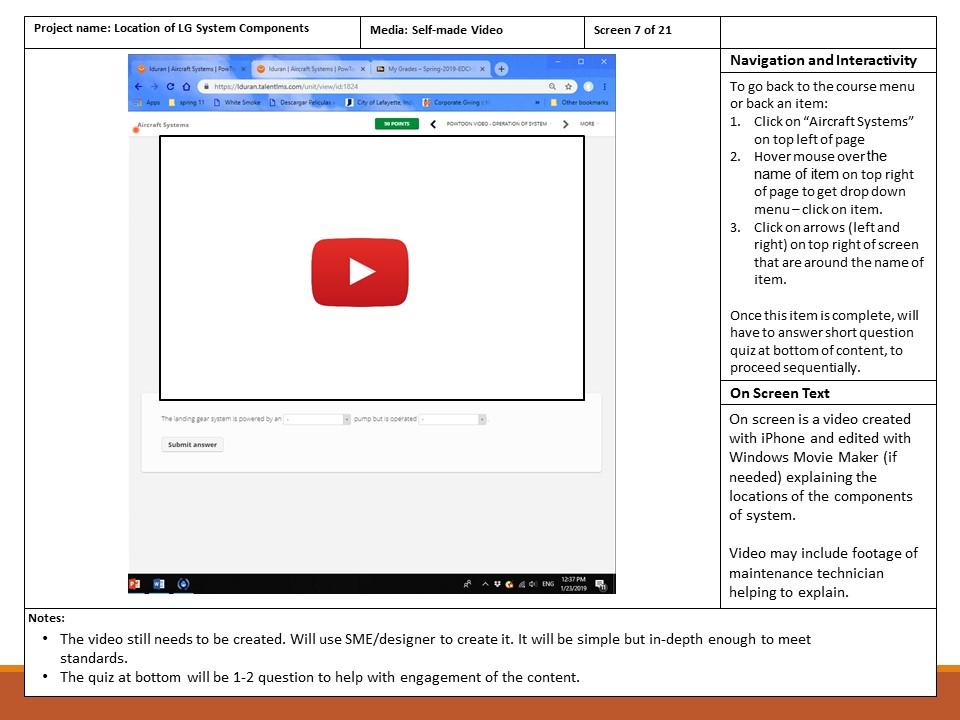 Project name: Location of LG System Components
Media: Self-made Video
Screen 7 of 21
lduran | Aircraft Systems | PowTo
lduran | Aircraft Systems | PowTo
My Grades – Spring-2019-EDCI
https://lduran.talentlms.com/unit/view/id:1824
Apps
spring 11
White Smoke
Descargar Peliculas
City of Lafayette, Ind
Corporate Giving
Other bookmarks
Aircraft Systems
50 POINTS
POWTOON VIDEO - OPERATION OF SYSTEM
MORE
The landing gear system is powered by an - pump but is operated - .
Submit answer
ENG
12:37 PM
1/23/2019
Navigation and Interactivity
To go back to the course menu
or back an item:
1. Click on “Aircraft Systems”
on top left of page
2. Hover mouse over the
name of item on top right
of page to get drop down
menu – click on item.
3. Click on arrows (left and
right) on top right of screen
that are around the name of
item.
Once this item is complete, will
have to answer short question
quiz at bottom of content, to
proceed sequentially.
On Screen Text
On screen is a video created
with iPhone and edited with
Windows Movie Maker (if
needed) explaining the
locations of the components
of system.
Video may include footage of
maintenance technician
helping to explain.
Notes:
• The video still needs to be created. Will use SME/designer to create it. It will be simple but in-depth enough to meet
standards.
• The quiz at bottom will be 1-2 question to help with engagement of the content.